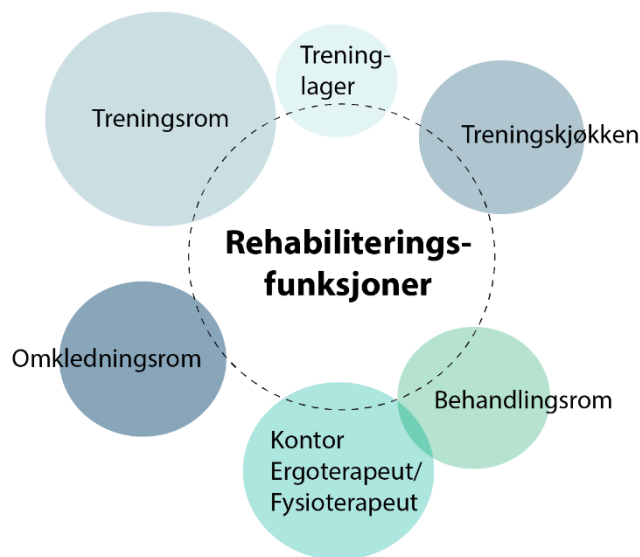 Trening-
lager
Treningsrom
Treningskjøkken
Rehabiliterings-
funksjoner
Omkledningsrom
Behandlingsrom
Kontor
Ergoterapeut/
Fysioterapeut